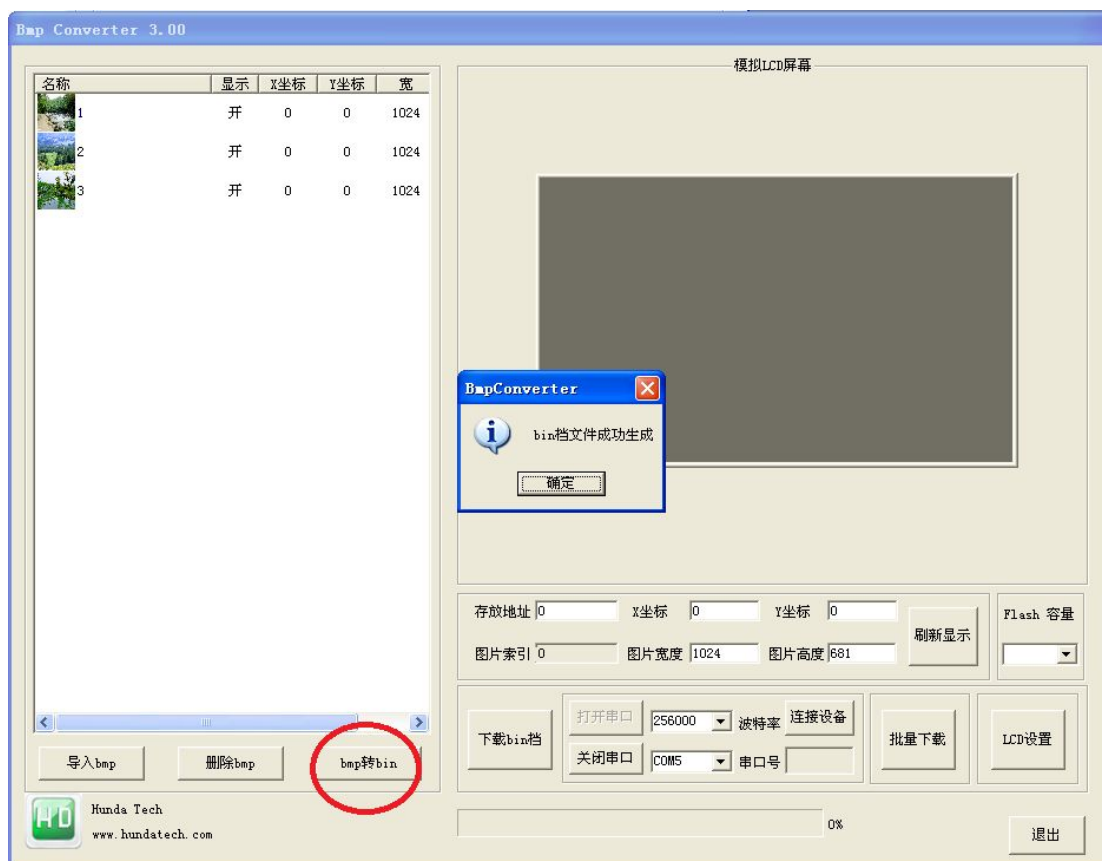 Bmp Converter 3.00
名称 显示 X坐标 Y坐标 宽
1 开 0 0 1024
2 开 0 0 1024
3 开 0 0 1024
导入bmp 删除bmp bmp转bin
Hunda Tech
www.hundatech.com
模拟LCD屏幕
BmpConverter
bin档文件成功生成
确定
存放地址 0 X坐标 0 Y坐标 0
图片索引 0 图片宽度 1024 图片高度 681
刷新显示
Flash 容量
下载bin档
打开串口 256000 波特率 连接设备
关闭串口 COM5 串口号
批量下载
LCD设置
0%
退出
HD